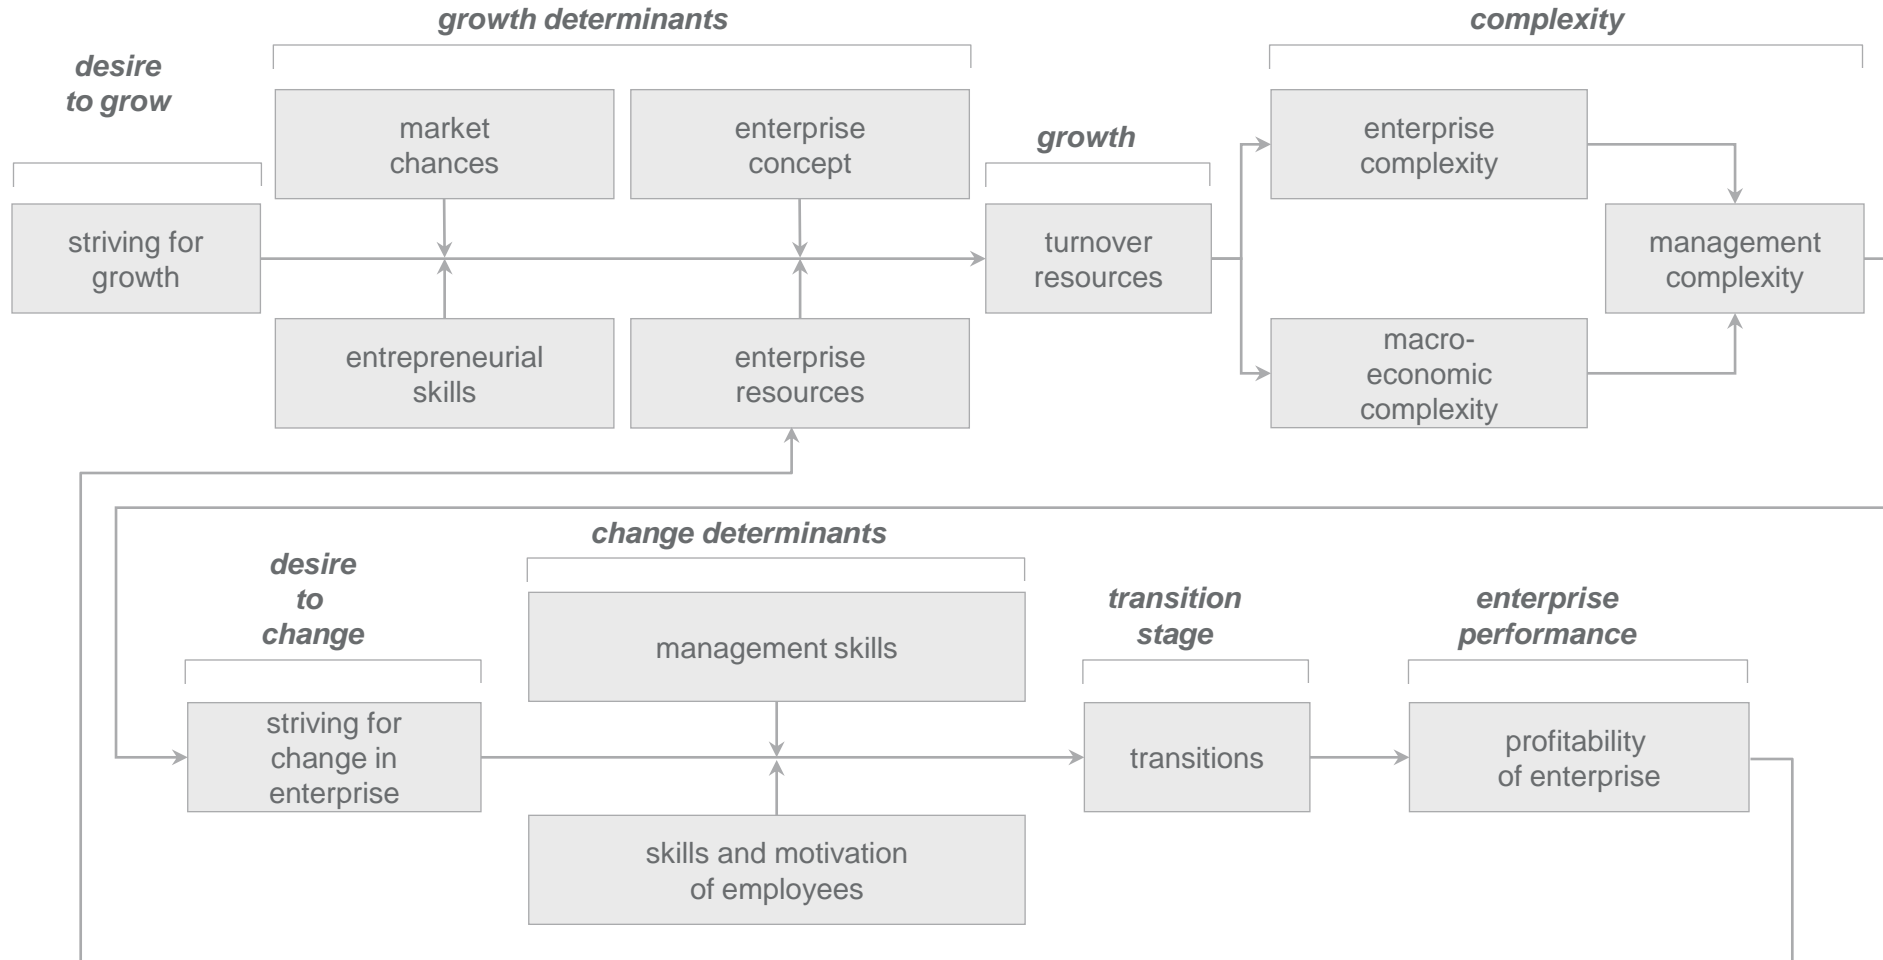 growth determinants
complexity
desire
to grow
market
chances
enterprise
concept
growth
enterprise
complexity
striving for
growth
turnover
resources
management
complexity
entrepreneurial
skills
enterprise
resources
macro-
economic
complexity
change determinants
desire
to
change
management skills
transition
stage
enterprise
performance
striving for
change in
enterprise
transitions
profitability
of enterprise
skills and motivation
of employees